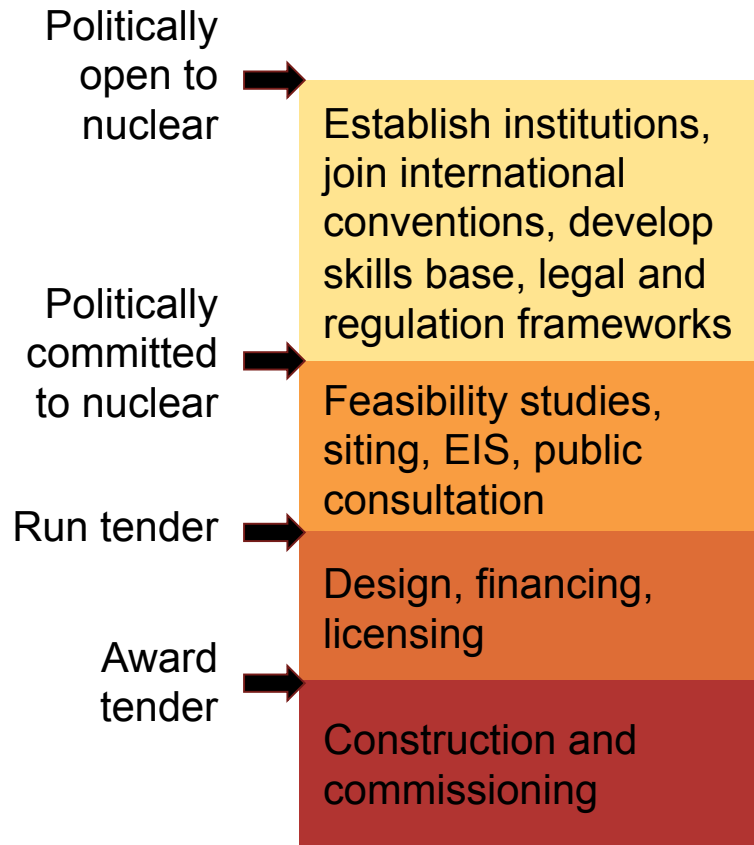 Politically
open to
nuclear
Establish institutions,
join international
conventions, develop
skills base, legal and
regulation frameworks
Politically
committed
to nuclear
Feasibility studies,
siting, EIS, public
consultation
Run tender
Design, financing,
licensing
Award
tender
Construction and
commissioning